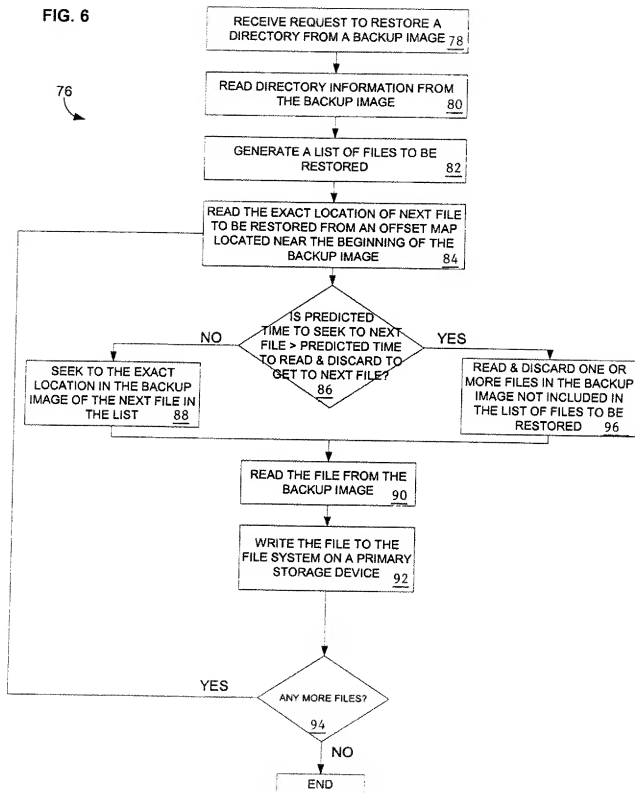 FIG. 6
RECEIVE REQUEST TO RESTORE A
DIRECTORY FROM A BACKUP IMAGE 78
76
READ DIRECTORY INFORMATION FROM
THE BACKUP IMAGE 80
GENERATE A LIST OF FILES TO BE
RESTORED 82
READ THE EXACT LOCATION OF NEXT FILE
TO BE RESTORED FROM AN OFFSET MAP
LOCATED NEAR THE BEGINNING OF THE
BACKUP IMAGE 84
IS
PREDICTED
TIME TO SEEK TO NEXT
FILE > PREDICTED TIME
TO READ & DISCARD TO
GET TO NEXT FILE?
86
NO
YES
SEEK TO THE EXACT
LOCATION IN THE BACKUP
IMAGE OF THE NEXT FILE IN
THE LIST 88
READ & DISCARD ONE OR
MORE FILES IN THE BACKUP
IMAGE NOT INCLUDED IN
THE LIST OF FILES TO BE
RESTORED 96
READ THE FILE FROM THE
BACKUP IMAGE 90
WRITE THE FILE TO THE
FILE SYSTEM ON A PRIMARY
STORAGE DEVICE 92
YES
ANY MORE FILES?
94
NO
END